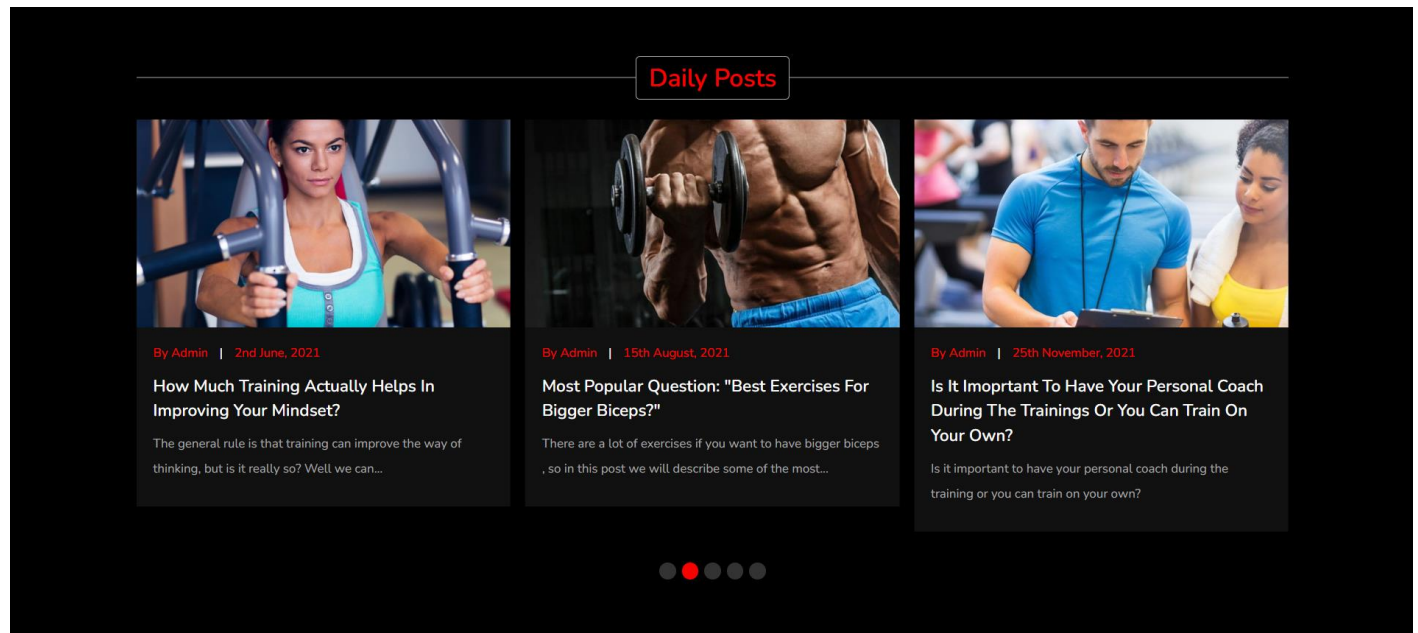 Daily Posts
By Admin | 2nd June, 2021
How Much Training Actually Helps In
Improving Your Mindset?
The general rule is that training can improve the way of
thinking, but is it really so? Well we can...
By Admin | 15th August, 2021
Most Popular Question: "Best Exercises For
Bigger Biceps?"
There are a lot of exercises if you want to have bigger biceps
, so in this post we will describe some of the most...
By Admin | 25th November, 2021
Is It Imoprtant To Have Your Personal Coach
During The Trainings Or You Can Train On
Your Own?
Is it important to have your personal coach during the
training or you can train on your own?